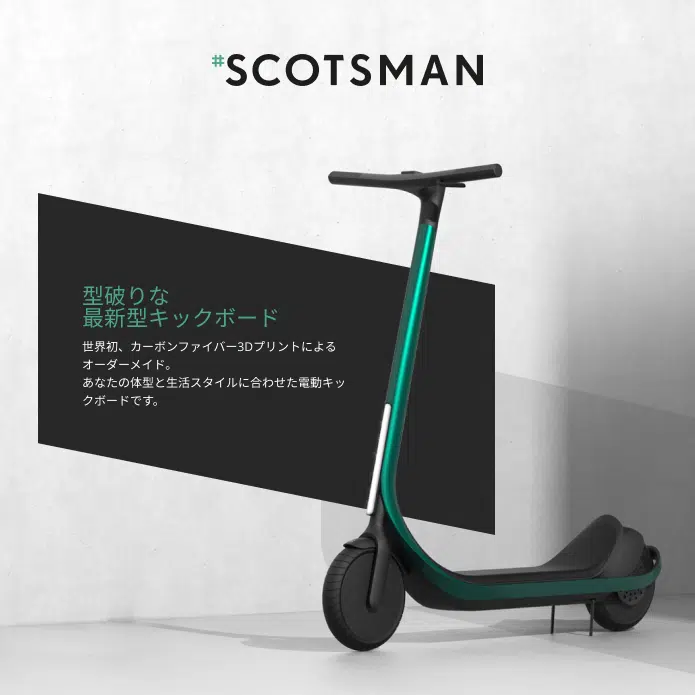 #SCOTSMAN
型破りな
最新型キックボード
世界初、カーボンファイバー3Dプリントによる
オーダーメイド。
あなたの体型と生活スタイルに合わせた電動キッ
クボードです。